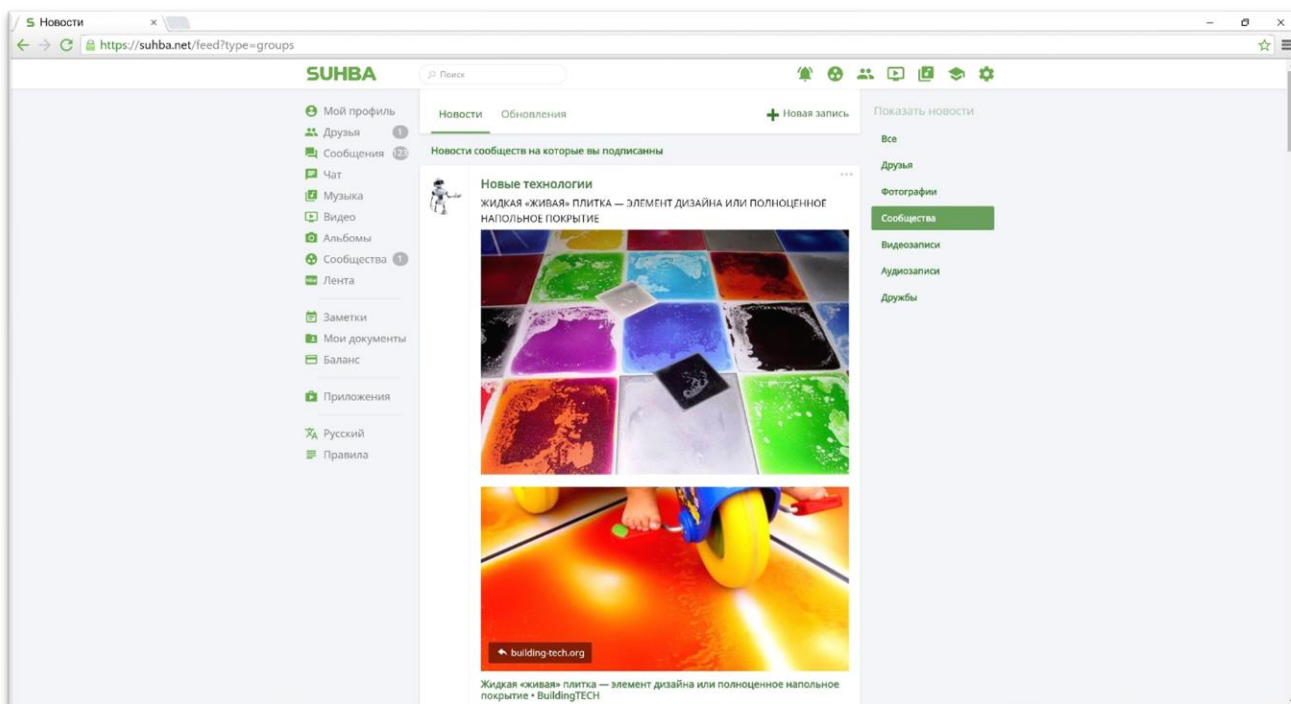 S Новости
https://suhba.net/feed?type=groups
SUHBA
Поиск
Мой профиль
Друзья 1
Сообщения 123
Чат
Музыка
Видео
Альбомы
Сообщества 1
Лента
Заметки
Мои документы
Баланс
Приложения
Русский
Правила
Новости Обновления
Новая запись
Новости сообществ на которые вы подписанны
Новые технологии
ЖИДКАЯ «ЖИВАЯ» ПЛИТКА — ЭЛЕМЕНТ ДИЗАЙНА ИЛИ ПОЛНОЦЕННОЕ
НАПОЛЬНОЕ ПОКРЫТИЕ
building-tech.org
Жидкая «живая» плитка — элемент дизайна или полноценное напольное
покрытие • BuildingTECH
Показать новости
Все
Друзья
Фотографии
Сообщества
Видеозаписи
Аудиозаписи
Дружбы